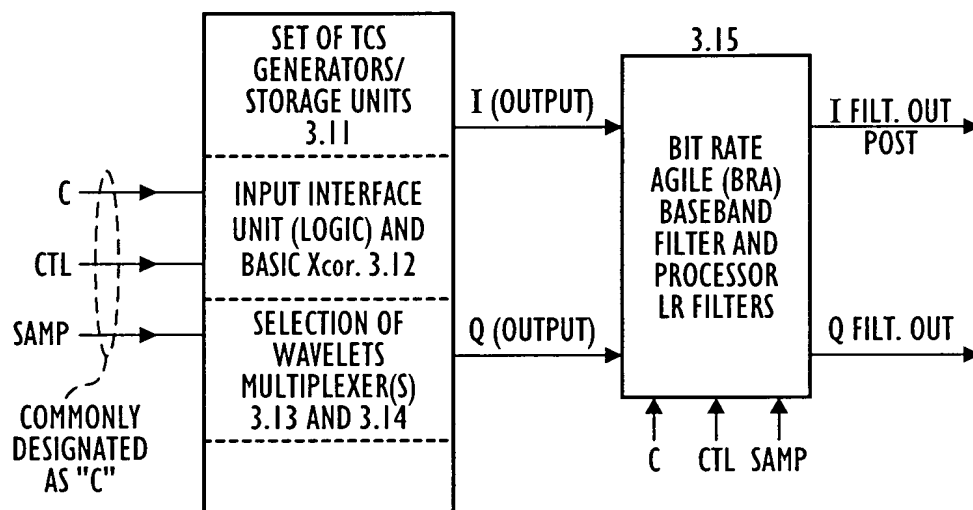 SET OF TCS
GENERATORS/
STORAGE UNITS
3.11
INPUT INTERFACE
UNIT (LOGIC) AND
BASIC Xcor. 3.12
SELECTION OF
WAVELETS
MULTIPLEXER(S)
3.13 AND 3.14
C
CTL
SAMP
COMMONLY
DESIGNATED
AS "C"
I (OUTPUT)
Q (OUTPUT)
3.15
BIT RATE
AGILE (BRA)
BASEBAND
FILTER AND
PROCESSOR
LR FILTERS
I FILT. OUT
POST
Q FILT. OUT
C CTL SAMP